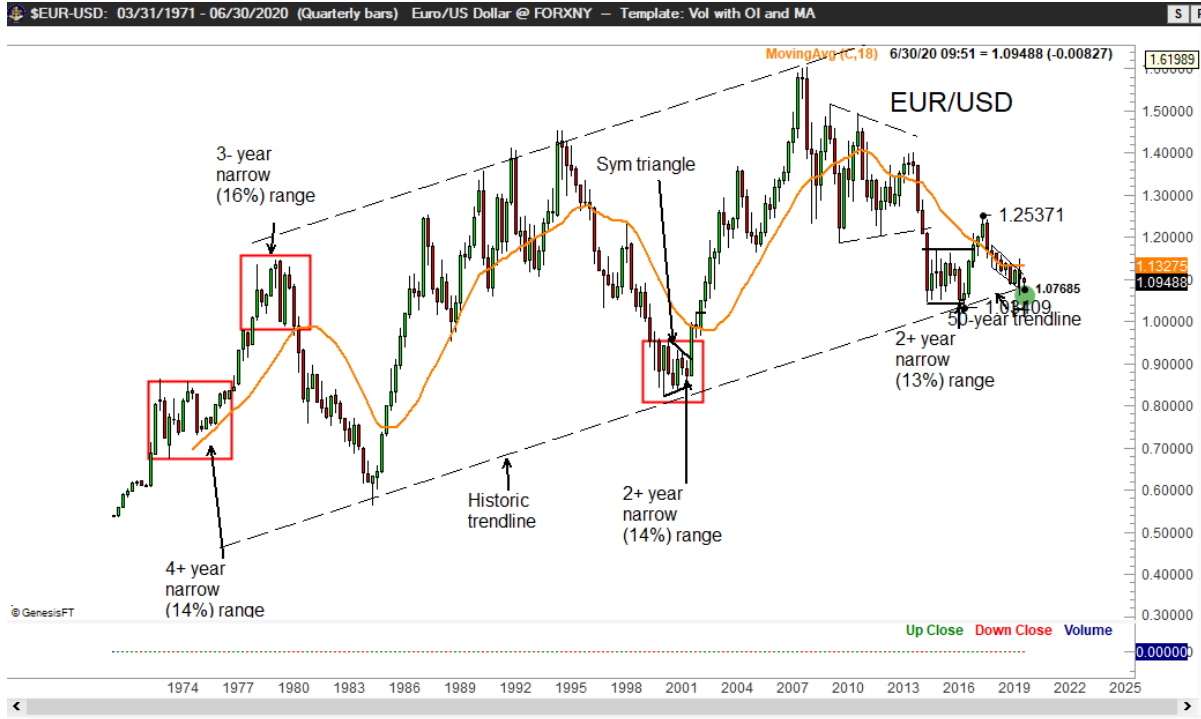 $EUR-USD: 03/31/1971 - 06/30/2020 (Quarterly bars) Euro/US Dollar @ FORXNY — Template: Vol with OI and MA
S
MovingAvg (C,18) 6/30/20 09:51 = 1.09488 (-0.00827)
1.61989
EUR/USD
1.50000
1.40000
1.30000
1.20000
1.13275
1.09488
1.00000
0.90000
0.80000
0.70000
0.60000
0.50000
0.40000
0.30000
3- year
narrow
(16%) range
Sym triangle
1.25371
1.07685
1.03409
50-year trendline
2+ year
narrow
(13%) range
Historic
trendline
2+ year
narrow
(14%) range
4+ year
narrow
(14%) range
© GenesisFT
Up Close Down Close Volume
0.00000
1974 1977 1980 1983 1986 1989 1992 1995 1998 2001 2004 2007 2010 2013 2016 2019 2022 2025